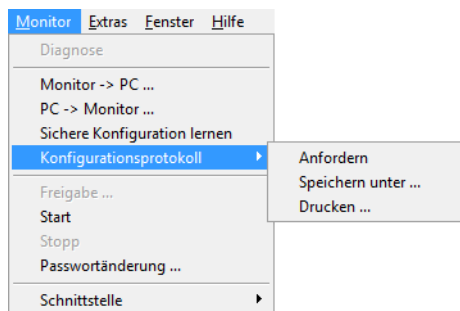 Monitor Extras Fenster Hilfe
Diagnose
Monitor -> PC ...
PC -> Monitor ...
Sichere Konfiguration lernen
Konfigurationsprotokoll
Anfordern
Speichern unter ...
Drucken ...
Freigabe ...
Start
Stopp
Passwortänderung ...
Schnittstelle